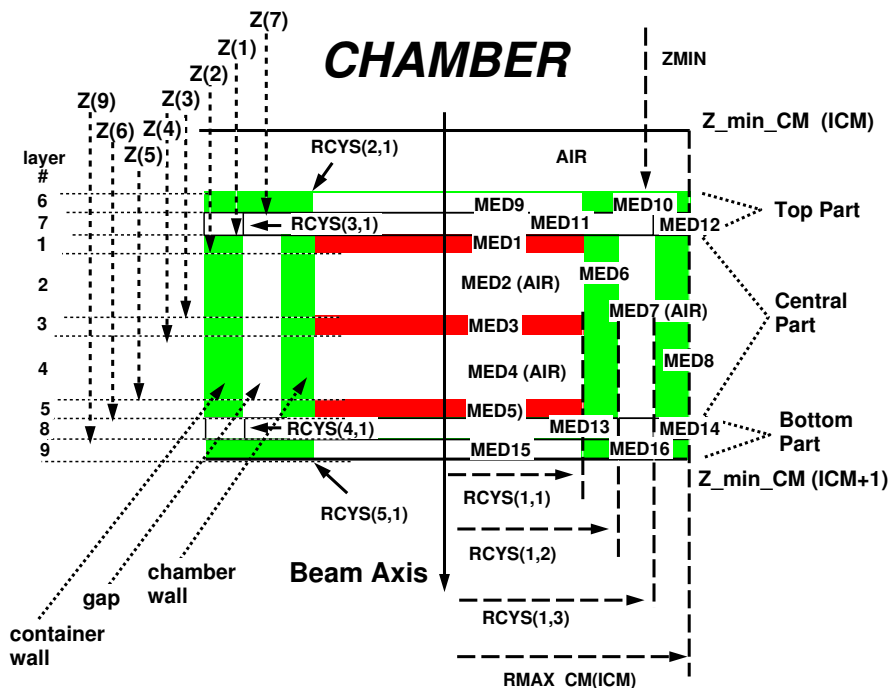 Z(7)
CHAMBER
ZMIN
Z(1)
Z(2)
Z(9)
Z(3)
Z(6)
Z(4)
Z(5)
Z_min_CM (ICM)
RCYS(2,1)
AIR
layer
#
6
MED9
MED10
Top Part
7
RCYS(3,1)
MED11
MED12
1
MED1
MED6
2
MED2 (AIR)
MED7 (AIR)
Central
Part
3
MED3
MED8
4
MED4 (AIR)
5
MED5)
8
RCYS(4,1)
MED13
MED14
Bottom
Part
9
MED15
MED16
RCYS(1,1)
Z_min_CM (ICM+1)
RCYS(5,1)
RCYS(1,2)
chamber
wall
Beam Axis
gap
RCYS(1,3)
container
wall
RMAX_CM(ICM)